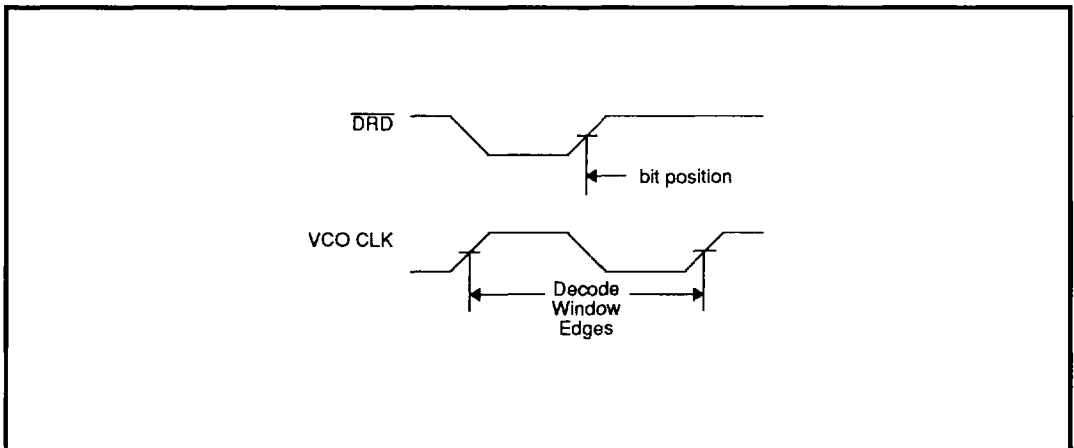 DRD
bit position
VCO CLK
Decode
Window
Edges